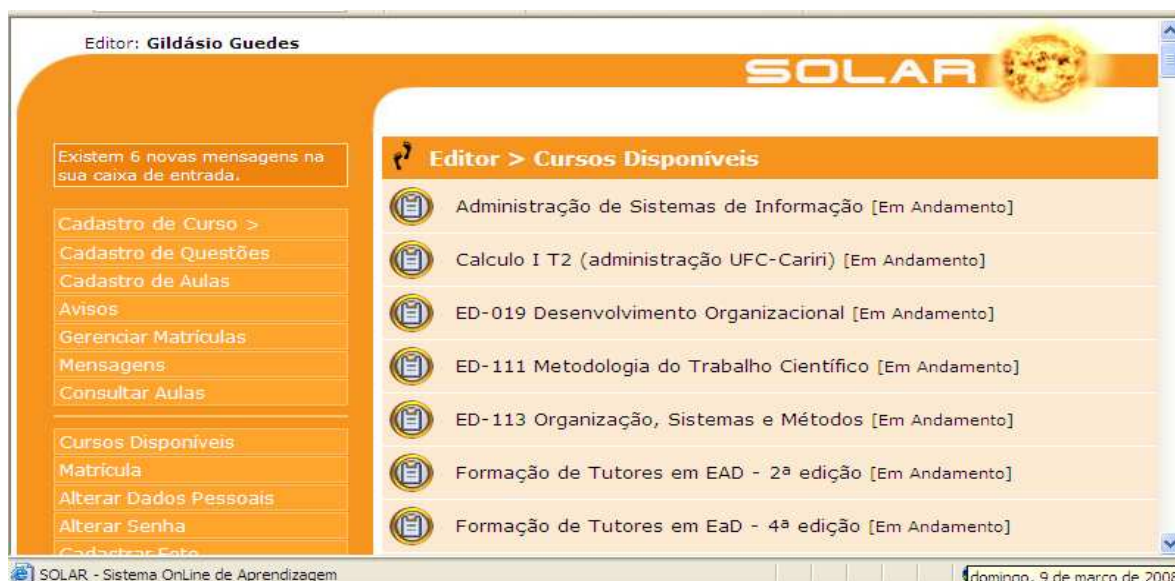 Editor: Gildásio Guedes
SOLAR
Existem 6 novas mensagens na
sua caixa de entrada.
Cadastro de Curso >
Cadastro de Questões
Cadastro de Aulas
Avisos
Gerenciar Matrículas
Mensagens
Consultar Aulas
Cursos Disponíveis
Matrícula
Alterar Dados Pessoais
Alterar Senha
Cadastrar Foto
Editor > Cursos Disponíveis
Administração de Sistemas de Informação [Em Andamento]
Calculo I T2 (administração UFC-Cariri) [Em Andamento]
ED-019 Desenvolvimento Organizacional [Em Andamento]
ED-111 Metodologia do Trabalho Científico [Em Andamento]
ED-113 Organização, Sistemas e Métodos [Em Andamento]
Formação de Tutores em EAD - 2ª edição [Em Andamento]
Formação de Tutores em EaD - 4ª edição [Em Andamento]
SOLAR - Sistema OnLine de Aprendizagem
domingo, 9 de março de 2008